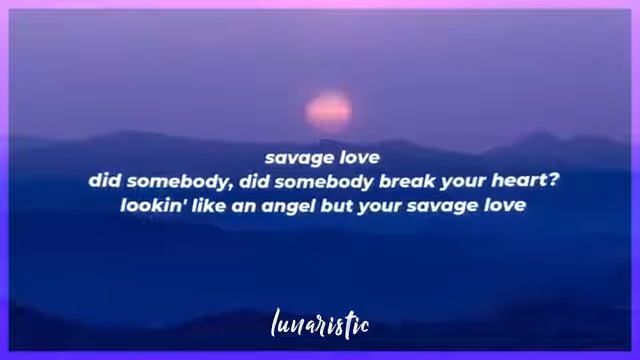 savage love
did somebody, did somebody break your heart?
lookin' like an angel but your savage love
lunaristic